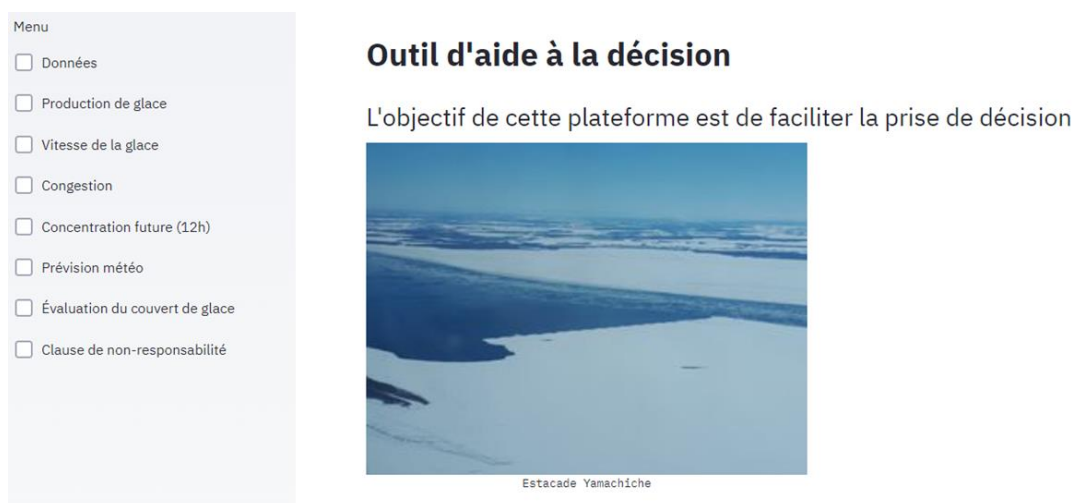 Menu
Données
Production de glace
Vitesse de la glace
Congestion
Concentration future (12h)
Prévision météo
Évaluation du couvert de glace
Clause de non-responsabilité
Outil d'aide à la décision
L'objectif de cette plateforme est de faciliter la prise de décision
Estacade Yamachiche